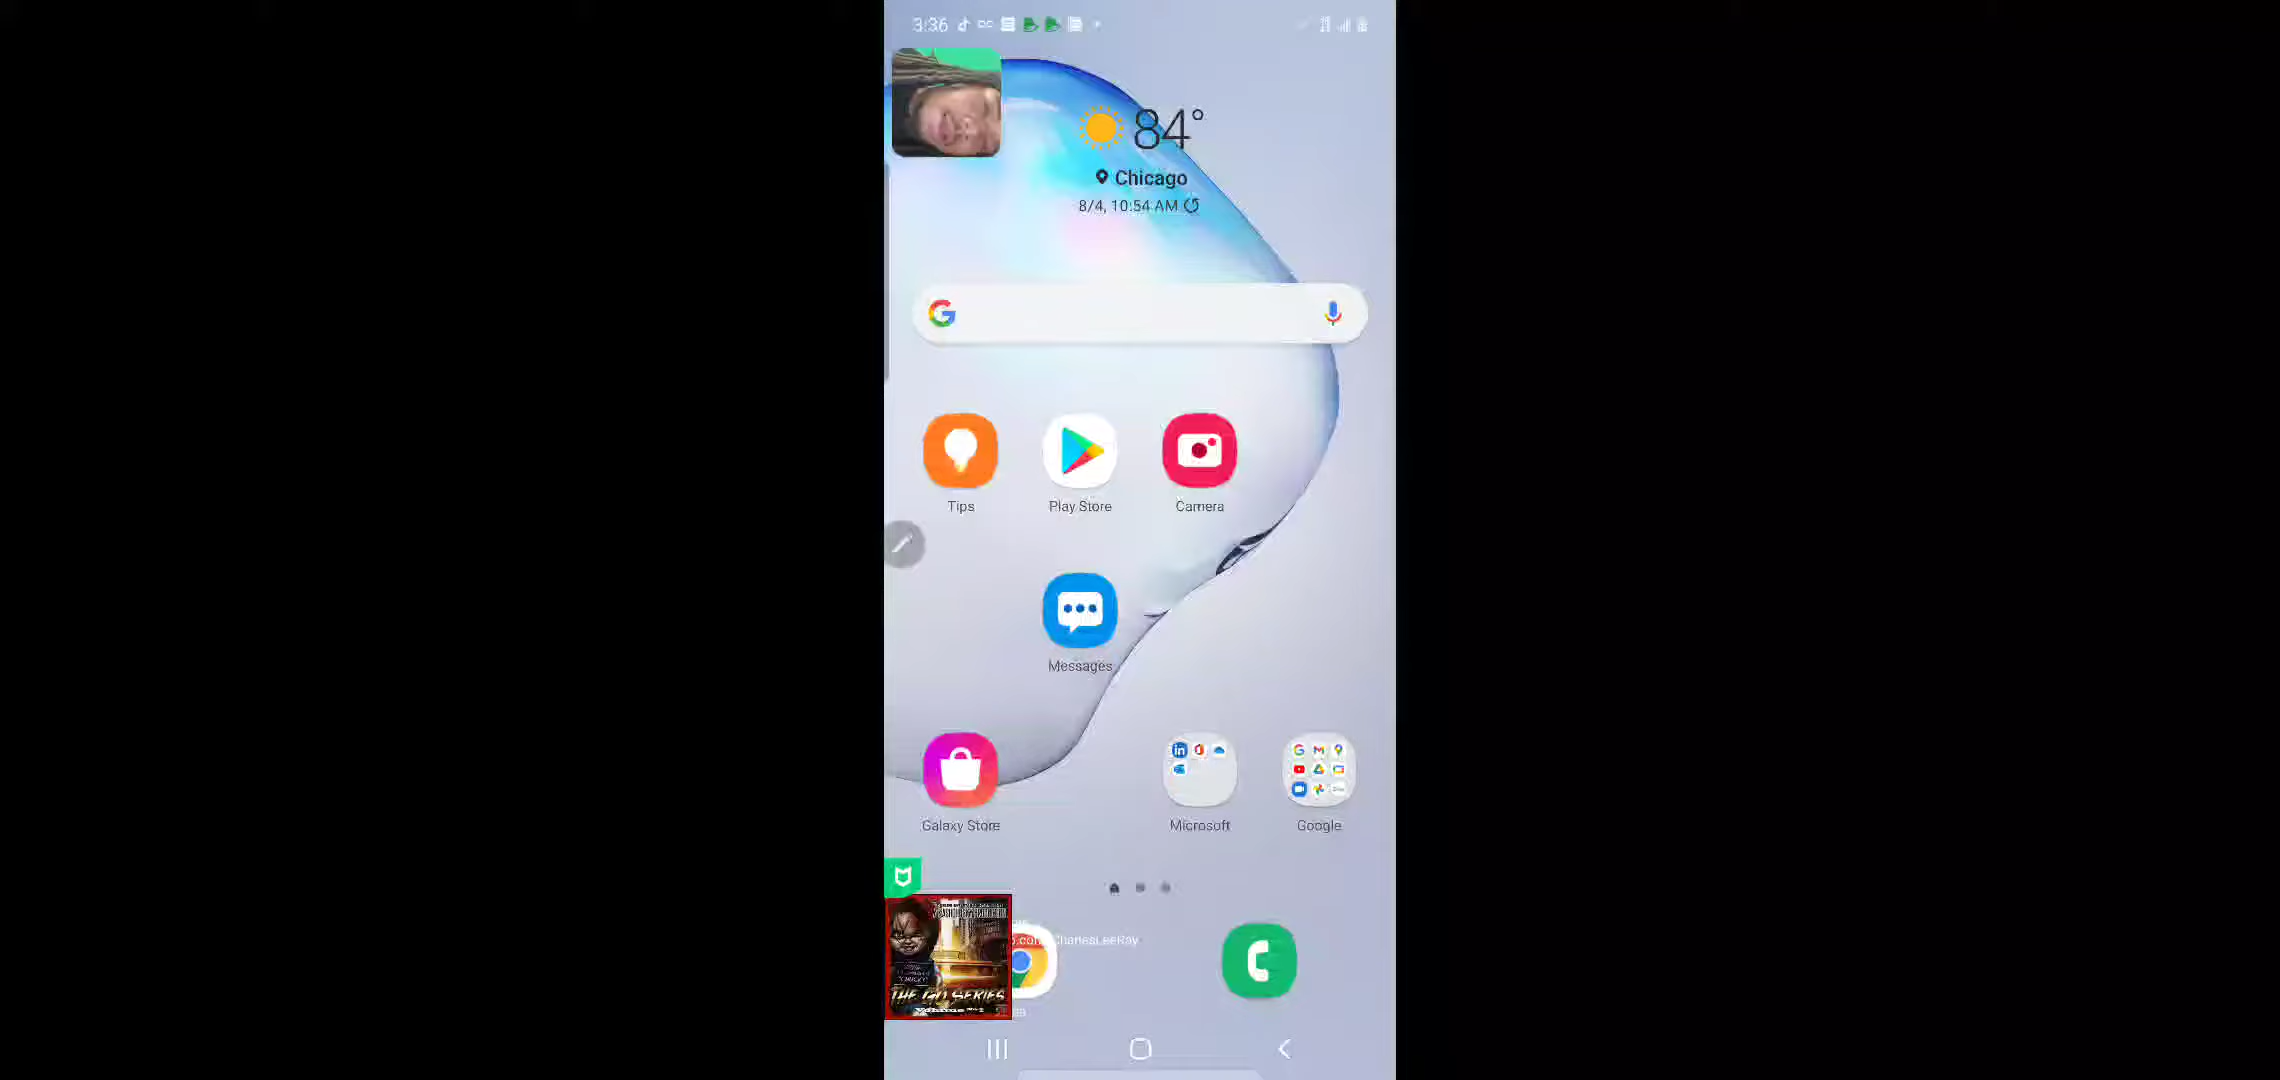 3:36
84°
Chicago
8/4, 10:54 AM
Tips
Play Store
Camera
Messages
Galaxy Store
Microsoft
Google
CharlesLeeRay
THE GO SERIES